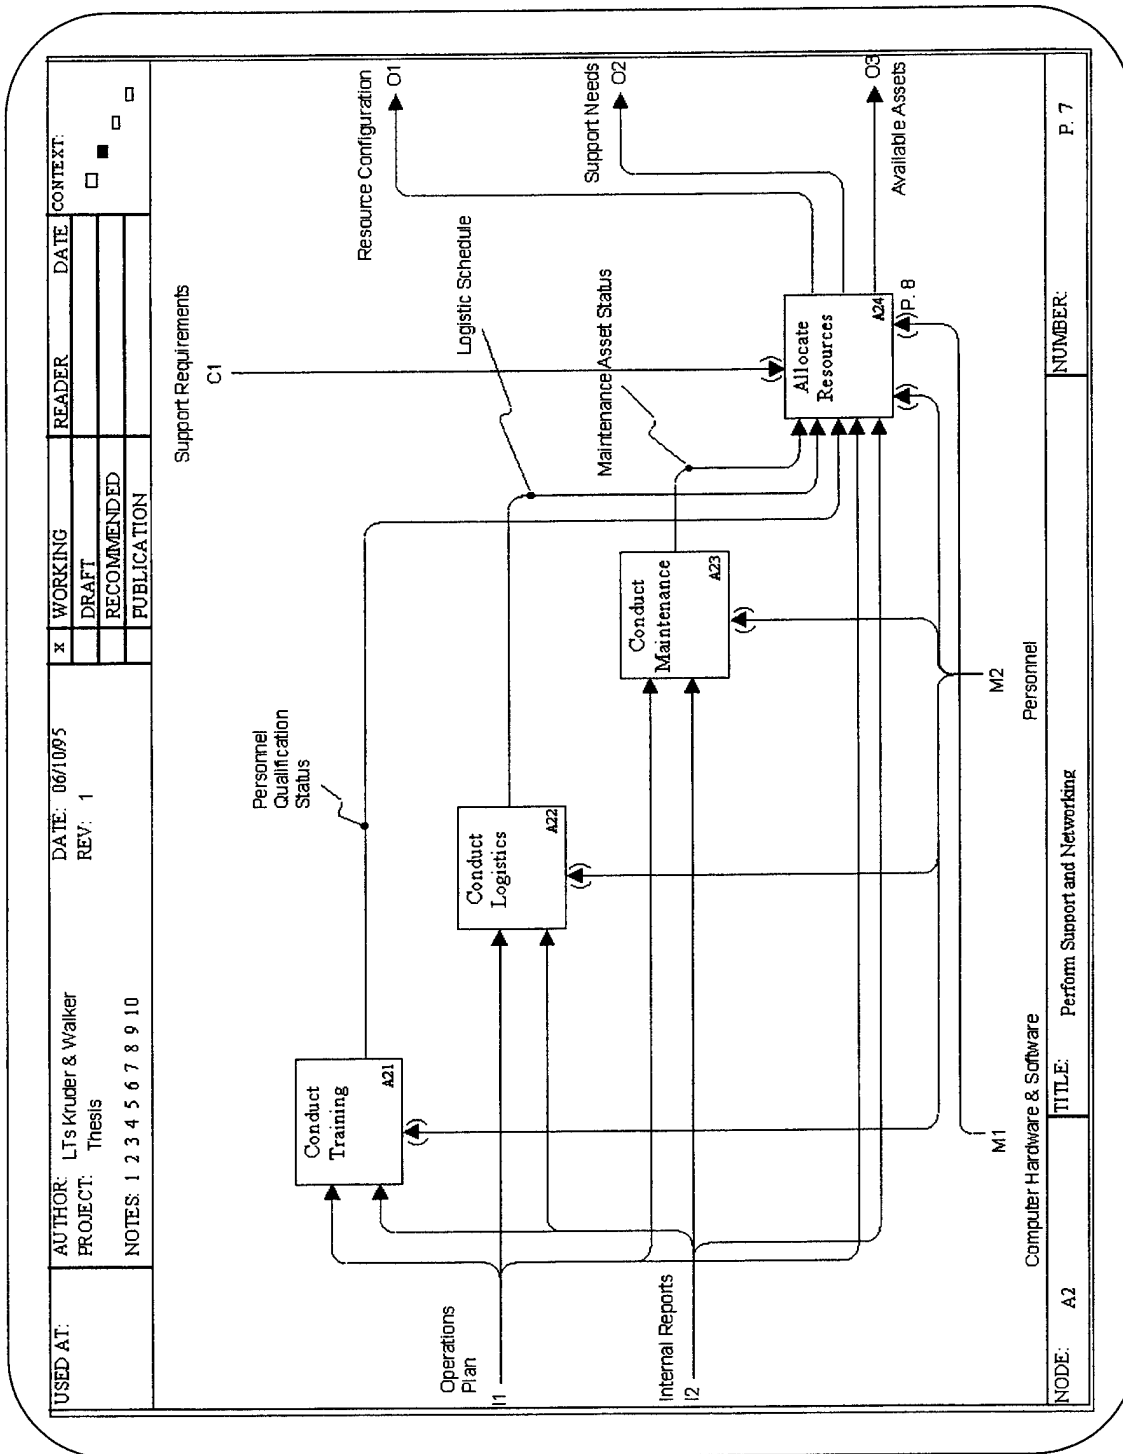 USED AT:
AUTHOR: LTs Kruder & Walker
PROJECT: Thesis
NOTES: 1 2 3 4 5 6 7 8 9 10
DATE: 06/10/95
REV: 1
x WORKING
DRAFT
RECOMMENDED
PUBLICATION
READER DATE
CONTEXT:
Support Requirements
C1
Operations
Plan
I1
Internal Reports
I2
Conduct
Training
A21
Personnel
Qualification
Status
Conduct
Logistics
A22
Logistic Schedule
Conduct
Maintenance
A23
Maintenance Asset Status
Allocate
Resources
A24
P. 8
Resource Configuration
O1
Support Needs
O2
O3
Available Assets
M1
Computer Hardware & Software
M2
Personnel
NODE: A2
TITLE: Perform Support and Networking
NUMBER: P. 7